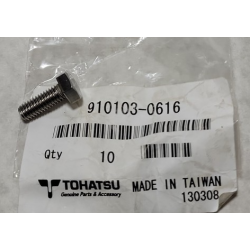 910103-0616
Qty 10
TOHATSU
Genuine Parts & Accessory
MADE IN TAIWAN
130308